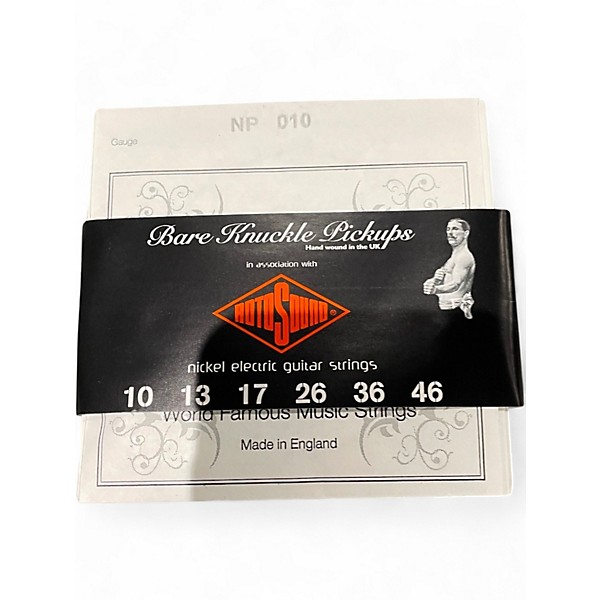 NP 010
Gauge
Bare Knuckle Pickups
Hand wound in the UK
in association with
ROTOSOUND®
nickel electric guitar strings
10 13 17 26 36 46
World Famous Music Strings
Made in England